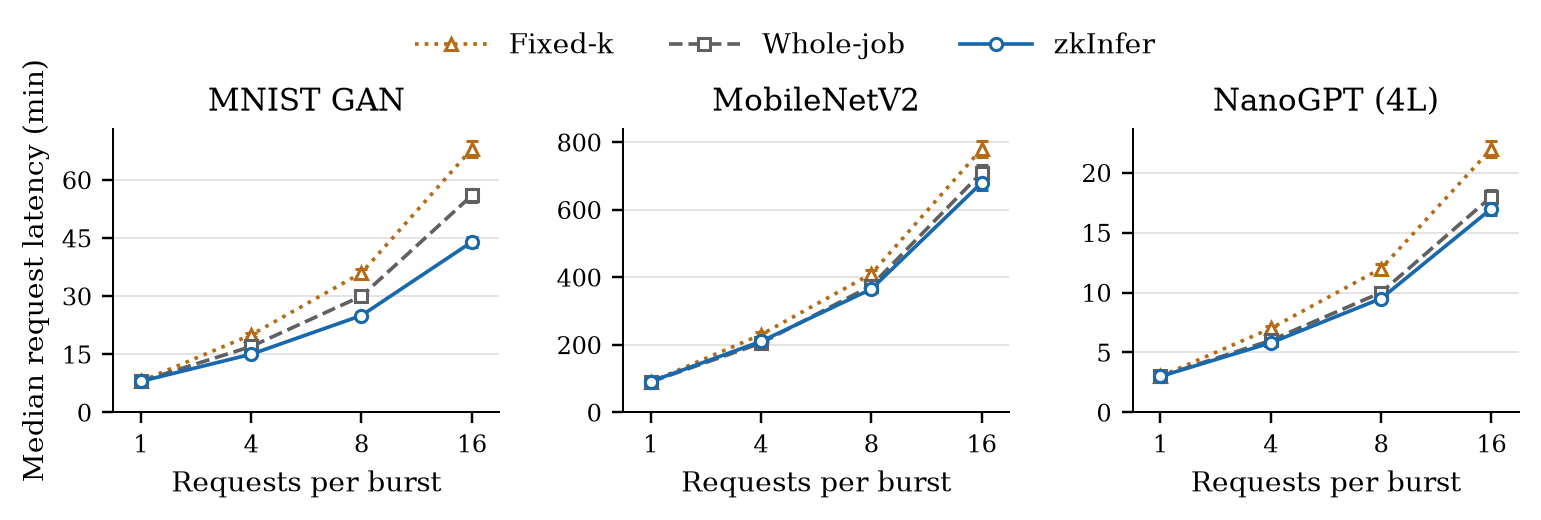 Fixed-k Whole-job zkInfer
Median request latency (min)
MNIST GAN
60
45
30
15
0
1 4 8 16
Requests per burst
MobileNetV2
800
600
400
200
0
1 4 8 16
Requests per burst
NanoGPT (4L)
20
15
10
5
0
1 4 8 16
Requests per burst